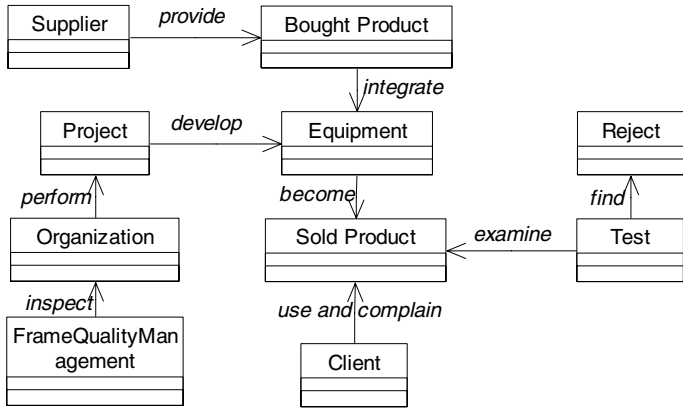 Supplier
provide
Bought Product
integrate
Project
develop
Equipment
Reject
perform
become
find
Organization
Sold Product
examine
Test
inspect
use and complain
FrameQualityMan
agement
Client